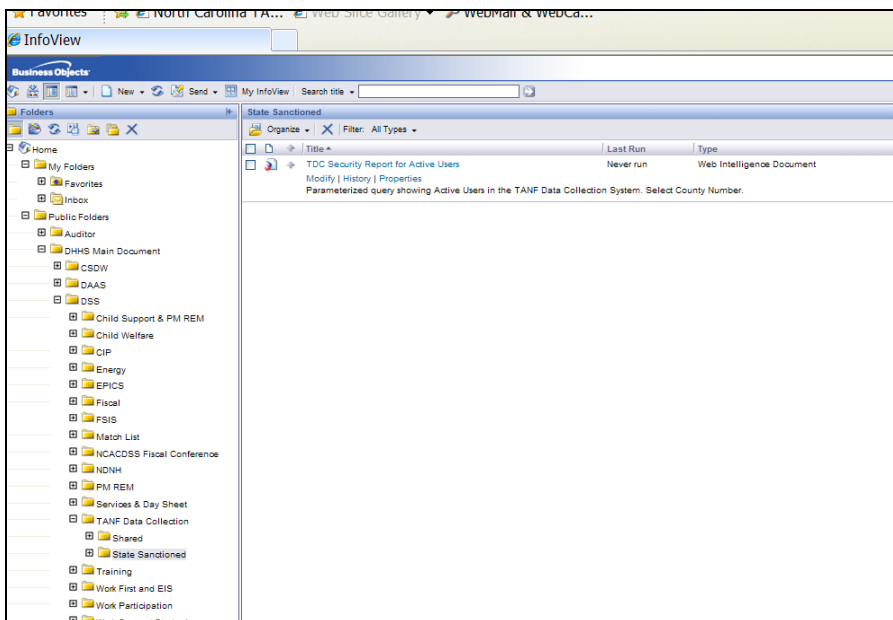 Favorites North Carolina TA... Web Slice Gallery WebMail & WebCa...
InfoView
Business Objects
New Send My InfoView Search title
Folders
State Sanctioned
Organize Filter: All Types
Title Last Run Type
TDC Security Report for Active Users Never run Web Intelligence Document
Modify | History | Properties
Parameterized query showing Active Users in the TANF Data Collection System. Select County Number.
Home
My Folders
Favorites
Inbox
Public Folders
Auditor
DHHS Main Document
CSDW
DAAS
DSS
Child Support & PM REM
Child Welfare
CIP
Energy
EPICS
Fiscal
FSIS
Match List
NCACDSS Fiscal Conference
NDNH
PM REM
Services & Day Sheet
TANF Data Collection
Shared
State Sanctioned
Training
Work First and EIS
Work Participation